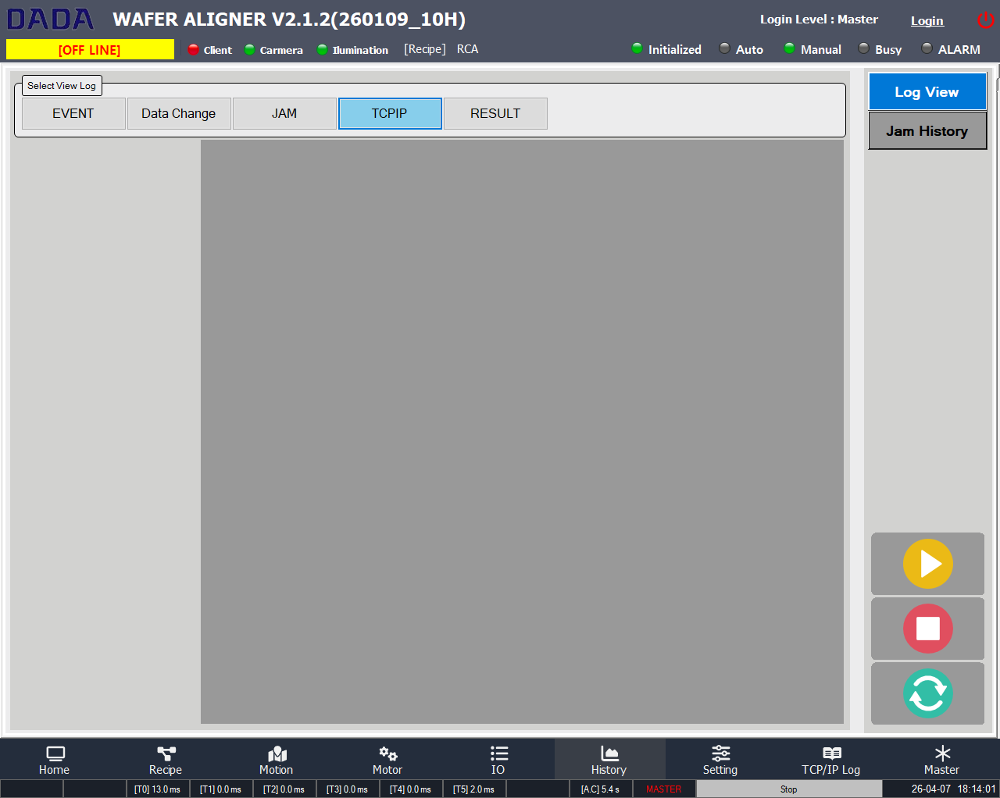 DADA WAFER ALIGNER V2.1.2(260109_10H) Login Level : Master Login
[OFF LINE] Client Carmera Ilumination [Recipe] RCA Initialized Auto Manual Busy ALARM
Select View Log
EVENT Data Change JAM TCPIP RESULT
Log View
Jam History
Home Recipe Motion Motor IO History Setting TCP/IP Log Master
[T0] 13.0 ms [T1] 0.0 ms [T2] 0.0 ms [T3] 0.0 ms [T4] 0.0 ms [T5] 2.0 ms [A.C] 5.4 s MASTER Stop 26-04-07 18:14:01